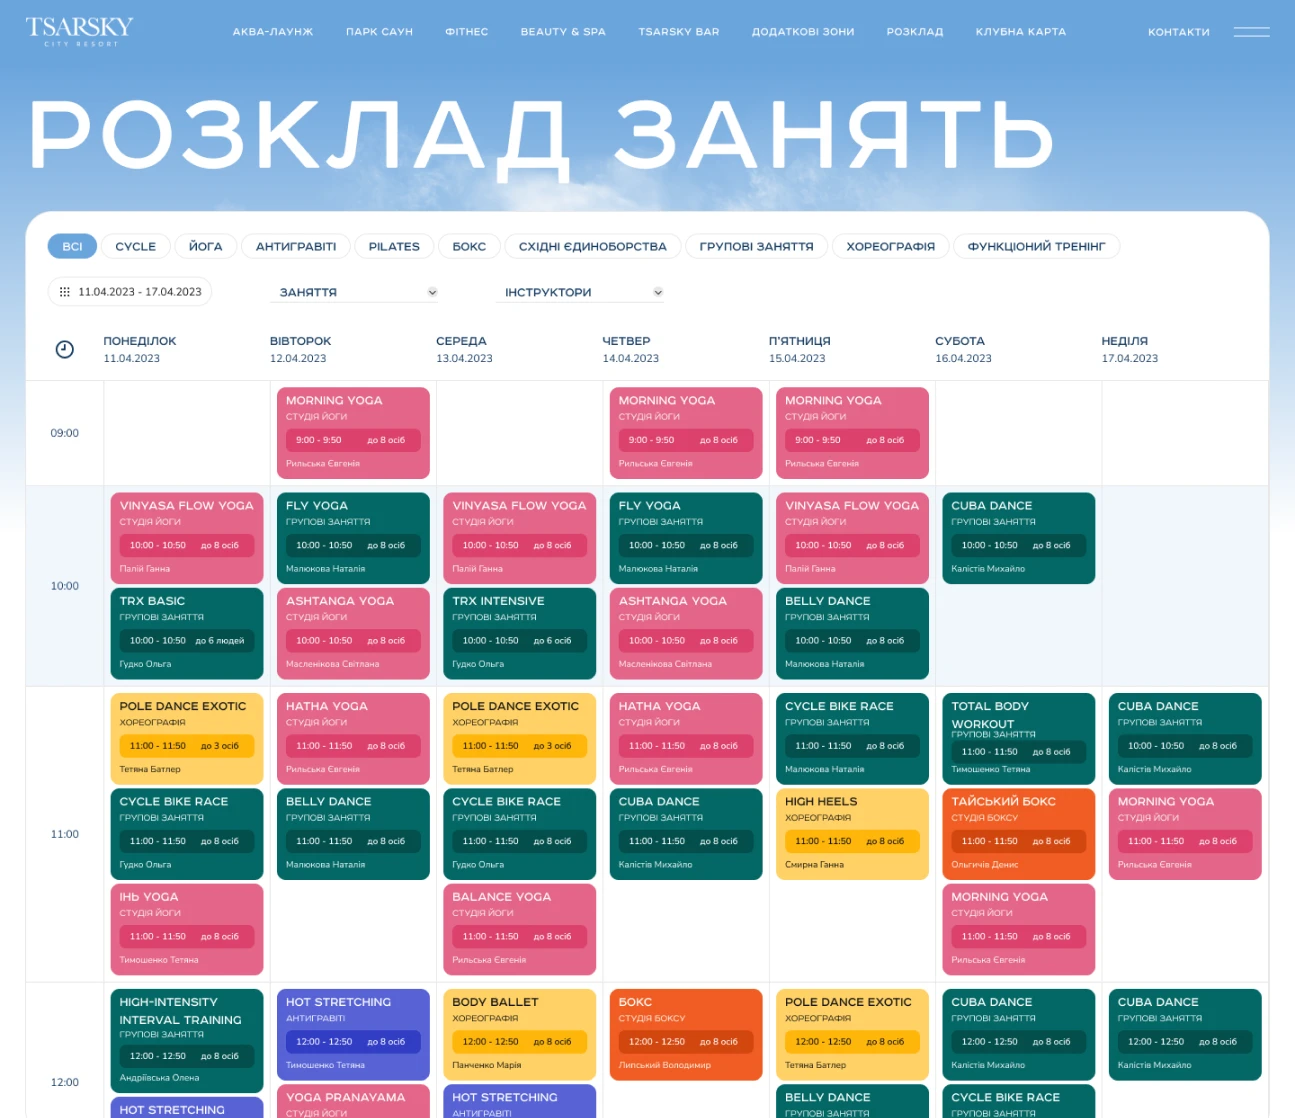 TSARSKY
CITY RESORT
АКВА-ЛАУНЖ ПАРК САУН ФІТНЕС BEAUTY & SPA TSARSKY BAR ДОДАТКОВІ ЗОНИ РОЗКЛАД КЛУБНА КАРТА КОНТАКТИ
РОЗКЛАД ЗАНЯТЬ
ВСІ CYCLE ЙОГА АНТИГРАВІТІ PILATES БОКС СХІДНІ ЄДИНОБОРСТВА ГРУПОВІ ЗАНЯТТЯ ХОРЕОГРАФІЯ ФУНКЦІОНИЙ ТРЕНІНГ
11.04.2023 - 17.04.2023 ЗАНЯТТЯ ІНСТРУКТОРИ
ПОНЕДІЛОК ВІВТОРОК СЕРЕДА ЧЕТВЕР П'ЯТНИЦЯ СУБОТА НЕДІЛЯ
11.04.2023 12.04.2023 13.04.2023 14.04.2023 15.04.2023 16.04.2023 17.04.2023
09:00
MORNING YOGA
СТУДІЯ ЙОГИ
9:00 - 9:50 до 8 осіб
Рильська Євгенія
MORNING YOGA
СТУДІЯ ЙОГИ
9:00 - 9:50 до 8 осіб
Рильська Євгенія
MORNING YOGA
СТУДІЯ ЙОГИ
9:00 - 9:50 до 8 осіб
Рильська Євгенія
10:00
VINYASA FLOW YOGA
СТУДІЯ ЙОГИ
10:00 - 10:50 до 8 осіб
Палій Ганна
FLY YOGA
ГРУПОВІ ЗАНЯТТЯ
10:00 - 10:50 до 8 осіб
Малюкова Наталія
VINYASA FLOW YOGA
СТУДІЯ ЙОГИ
10:00 - 10:50 до 8 осіб
Палій Ганна
FLY YOGA
ГРУПОВІ ЗАНЯТТЯ
10:00 - 10:50 до 8 осіб
Малюкова Наталія
VINYASA FLOW YOGA
СТУДІЯ ЙОГИ
10:00 - 10:50 до 8 осіб
Палій Ганна
CUBA DANCE
ГРУПОВІ ЗАНЯТТЯ
10:00 - 10:50 до 8 осіб
Калістів Михайло
TRX BASIC
ГРУПОВІ ЗАНЯТТЯ
10:00 - 10:50 до 6 людей
Гудко Ольга
ASHTANGA YOGA
СТУДІЯ ЙОГИ
10:00 - 10:50 до 8 осіб
Масленікова Світлана
TRX INTENSIVE
ГРУПОВІ ЗАНЯТТЯ
10:00 - 10:50 до 6 осіб
Гудко Ольга
ASHTANGA YOGA
СТУДІЯ ЙОГИ
10:00 - 10:50 до 8 осіб
Масленікова Світлана
BELLY DANCE
ГРУПОВІ ЗАНЯТТЯ
10:00 - 10:50 до 8 осіб
Малюкова Наталія
11:00
POLE DANCE EXOTIC
ХОРЕОГРАФІЯ
11:00 - 11:50 до 3 осіб
Тетяна Батлер
HATHA YOGA
СТУДІЯ ЙОГИ
11:00 - 11:50 до 8 осіб
Рильська Євгенія
POLE DANCE EXOTIC
ХОРЕОГРАФІЯ
11:00 - 11:50 до 3 осіб
Тетяна Батлер
HATHA YOGA
СТУДІЯ ЙОГИ
11:00 - 11:50 до 8 осіб
Рильська Євгенія
CYCLE BIKE RACE
ГРУПОВІ ЗАНЯТТЯ
11:00 - 11:50 до 8 осіб
Малюкова Наталія
TOTAL BODY
WORKOUT
ГРУПОВІ ЗАНЯТТЯ
11:00 - 11:50 до 8 осіб
Тимошенко Тетяна
CUBA DANCE
ГРУПОВІ ЗАНЯТТЯ
10:00 - 10:50 до 8 осіб
Калістів Михайло
CYCLE BIKE RACE
ГРУПОВІ ЗАНЯТТЯ
11:00 - 11:50 до 8 осіб
Гудко Ольга
BELLY DANCE
ГРУПОВІ ЗАНЯТТЯ
11:00 - 11:50 до 8 осіб
Малюкова Наталія
CYCLE BIKE RACE
ГРУПОВІ ЗАНЯТТЯ
11:00 - 11:50 до 8 осіб
Гудко Ольга
CUBA DANCE
ГРУПОВІ ЗАНЯТТЯ
11:00 - 11:50 до 8 осіб
Калістів Михайло
HIGH HEELS
ХОРЕОГРАФІЯ
11:00 - 11:50 до 8 осіб
Смирна Ганна
ТАЙСЬКИЙ БОКС
СТУДІЯ БОКСУ
11:00 - 11:50 до 8 осіб
Ольгичів Денис
MORNING YOGA
СТУДІЯ ЙОГИ
11:00 - 11:50 до 8 осіб
Рильська Євгенія
ІНЬ YOGA
СТУДІЯ ЙОГИ
11:00 - 11:50 до 8 осіб
Тимошенко Тетяна
BALANCE YOGA
СТУДІЯ ЙОГИ
11:00 - 11:50 до 8 осіб
Рильська Євгенія
MORNING YOGA
СТУДІЯ ЙОГИ
11:00 - 11:50 до 8 осіб
Рильська Євгенія
12:00
HIGH-INTENSITY
INTERVAL TRAINING
ГРУПОВІ ЗАНЯТТЯ
12:00 - 12:50 до 8 осіб
Андріївська Олена
HOT STRETCHING
АНТИГРАВІТІ
12:00 - 12:50 до 8 осіб
Тимошенко Тетяна
BODY BALLET
ХОРЕОГРАФІЯ
12:00 - 12:50 до 8 осіб
Панченко Марія
БОКС
СТУДІЯ БОКСУ
12:00 - 12:50 до 8 осіб
Липський Володимир
POLE DANCE EXOTIC
ХОРЕОГРАФІЯ
12:00 - 12:50 до 8 осіб
Тетяна Батлер
CUBA DANCE
ГРУПОВІ ЗАНЯТТЯ
12:00 - 12:50 до 8 осіб
Калістів Михайло
CUBA DANCE
ГРУПОВІ ЗАНЯТТЯ
12:00 - 12:50 до 8 осіб
Калістів Михайло
HOT STRETCHING
YOGA PRANAYAMA
СТУДІЯ ЙОГИ
HOT STRETCHING
АНТИГРАВІТІ
BELLY DANCE
ГРУПОВІ ЗАНЯТТЯ
CYCLE BIKE RACE
ГРУПОВІ ЗАНЯТТЯ